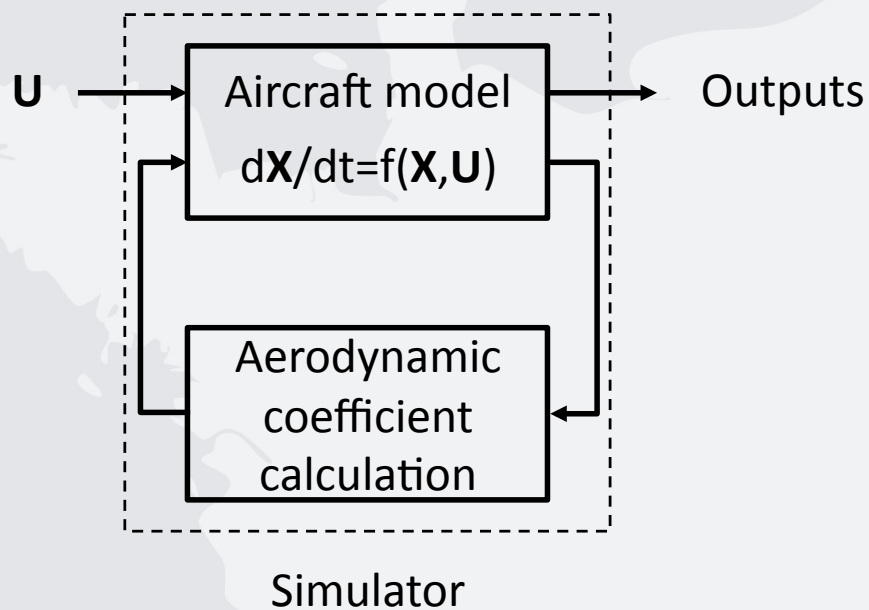 U
Aircraft model
dX/dt=f(X,U)
Outputs
Aerodynamic
coefficient
calculation
Simulator